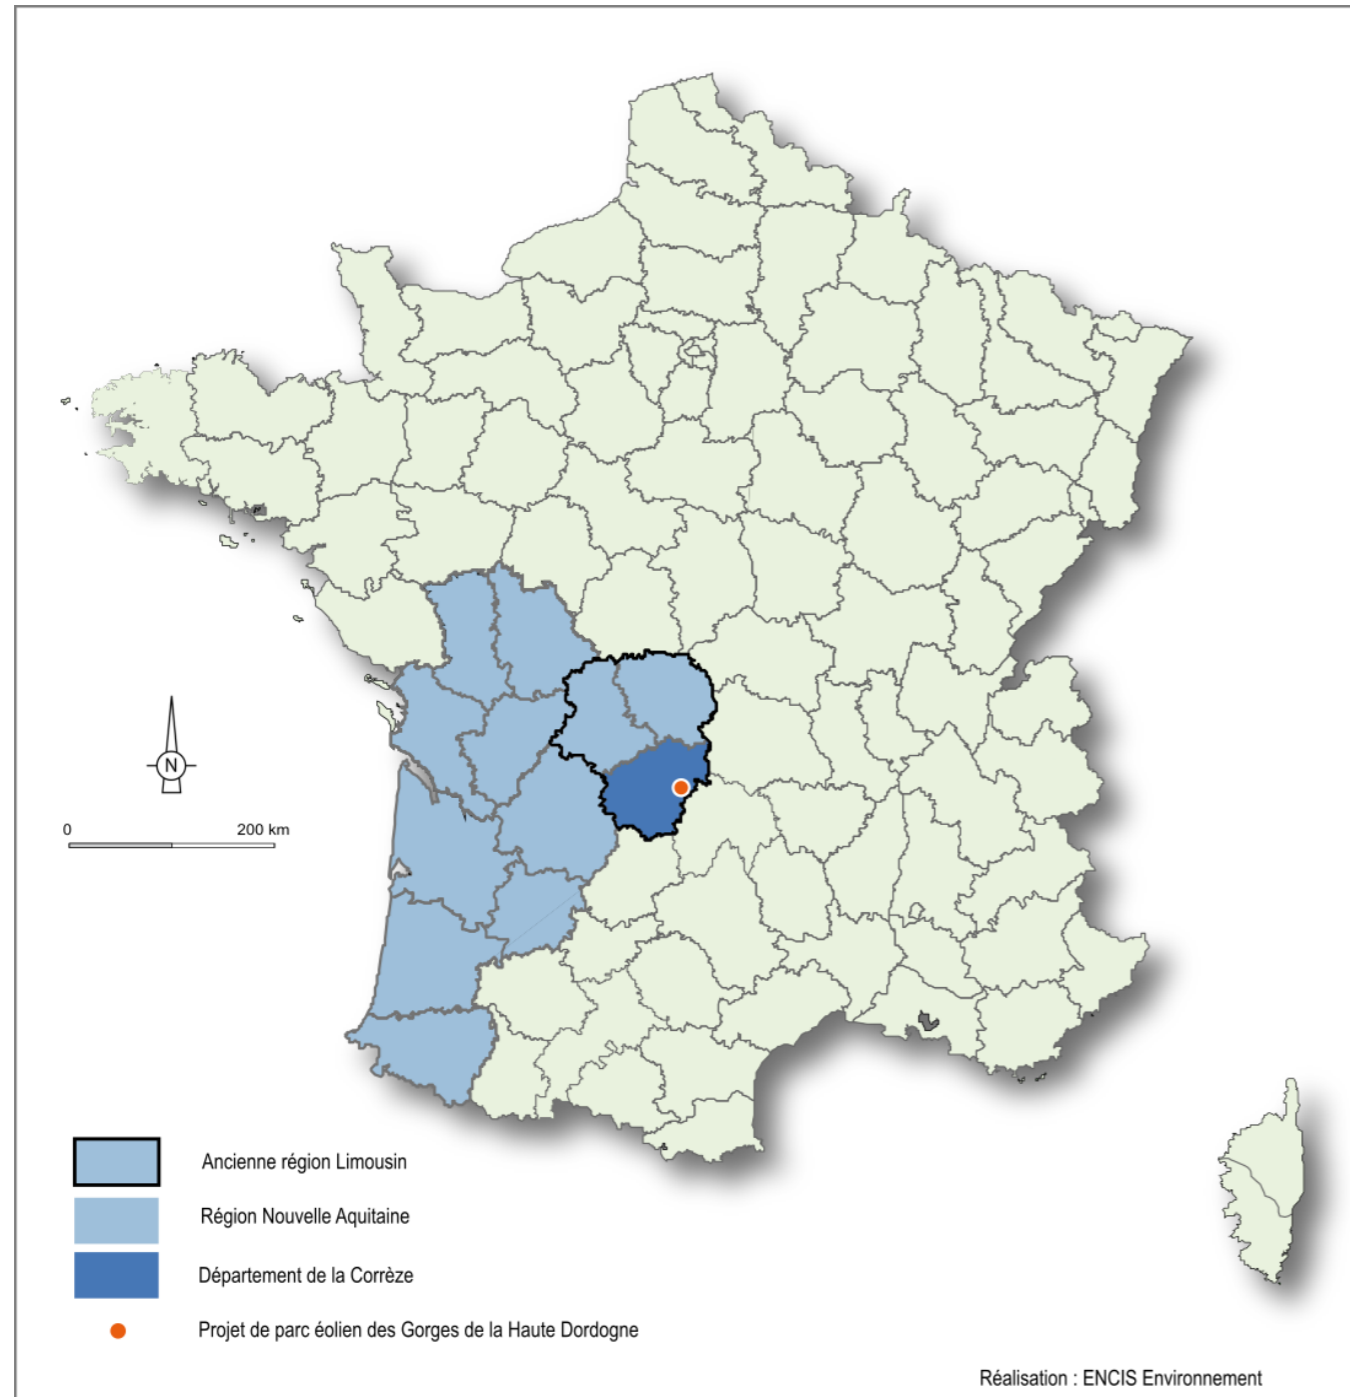 N
0 200 km
Ancienne région Limousin
Région Nouvelle Aquitaine
Département de la Corrèze
Projet de parc éolien des Gorges de la Haute Dordogne
Réalisation : ENCIS Environnement